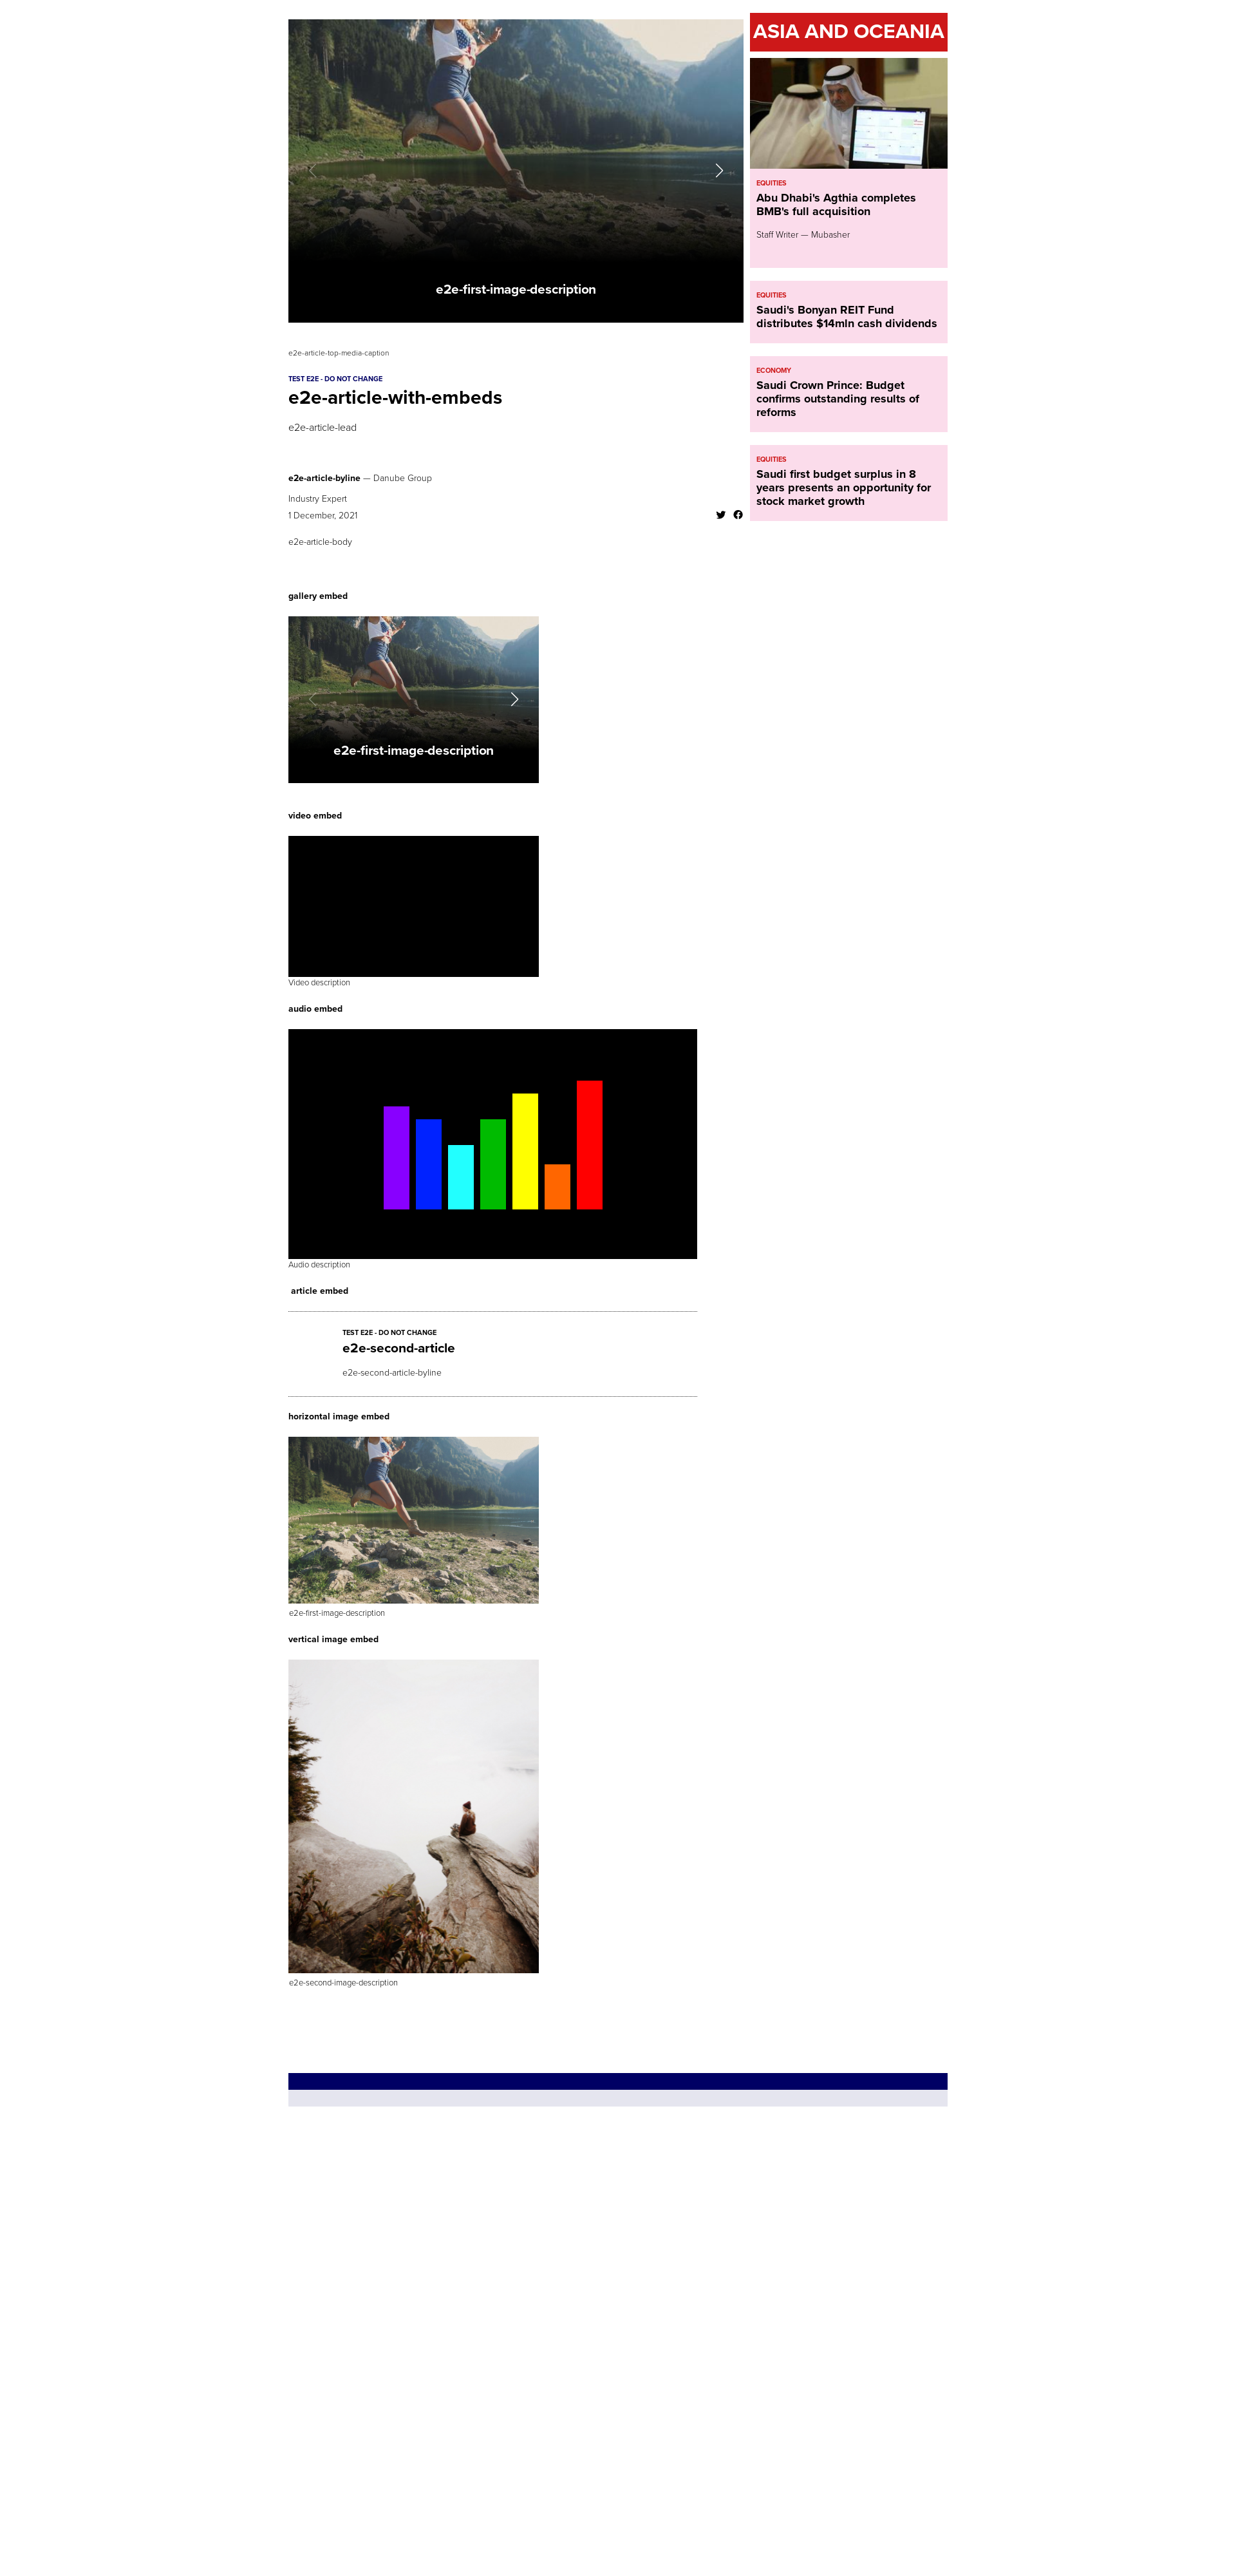 e2e-first-image-description
e2e-article-top-media-caption
TEST E2E - DO NOT CHANGE
e2e-article-with-embeds
e2e-article-lead
e2e-article-byline — Danube Group
Industry Expert
1 December, 2021
e2e-article-body
gallery embed
e2e-first-image-description
video embed
Video description
audio embed
Audio description
article embed
TEST E2E - DO NOT CHANGE
e2e-second-article
e2e-second-article-byline
horizontal image embed
e2e-first-image-description
vertical image embed
e2e-second-image-description
ASIA AND OCEANIA
EQUITIES
Abu Dhabi's Agthia completes
BMB's full acquisition
Staff Writer — Mubasher
EQUITIES
Saudi's Bonyan REIT Fund
distributes $14mln cash dividends
ECONOMY
Saudi Crown Prince: Budget
confirms outstanding results of
reforms
EQUITIES
Saudi first budget surplus in 8
years presents an opportunity for
stock market growth